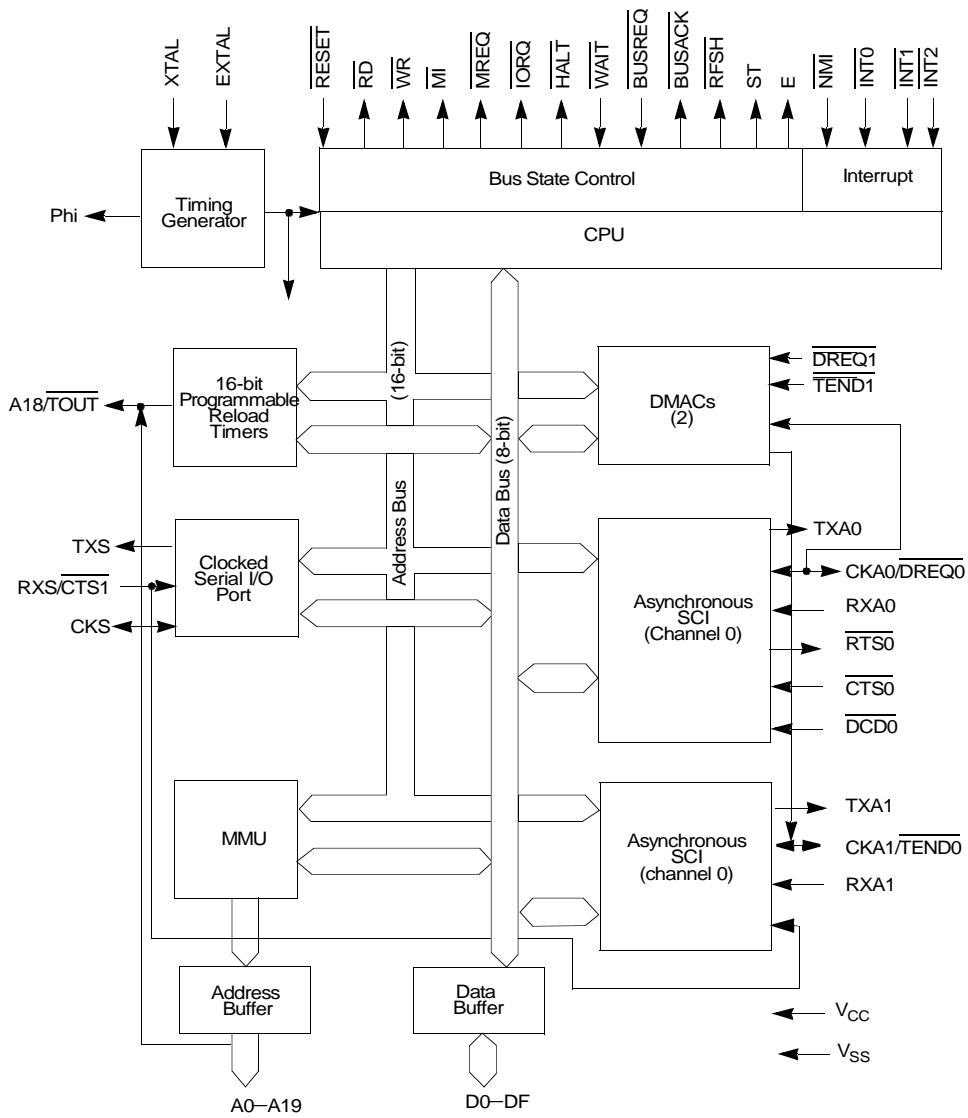 XTAL
EXTAL
RESET
RD
WR
MI
MREQ
IORQ
HALT
WAIT
BUSREQ
BUSACK
RFSH
ST
E
NMI
INT0
INT1
INT2
Timing
Generator
Bus State Control
Interrupt
Phi
CPU
16-bit
Programmable
Reload
Timers
(16-bit)
Address Bus
Data Bus (8-bit)
DMACs
(2)
DREQ1
TEND1
A18/TOUT
TXS
RXS/CTS1
CKS
Clocked
Serial I/O
Port
Asynchronous
SCI
(Channel 0)
TXA0
CKA0/DREQ0
RXA0
RTS0
CTS0
DCD0
MMU
Asynchronous
SCI
(channel 0)
TXA1
CKA1/TEND0
RXA1
Address
Buffer
Data
Buffer
VCC
VSS
A0–A19
D0–DF